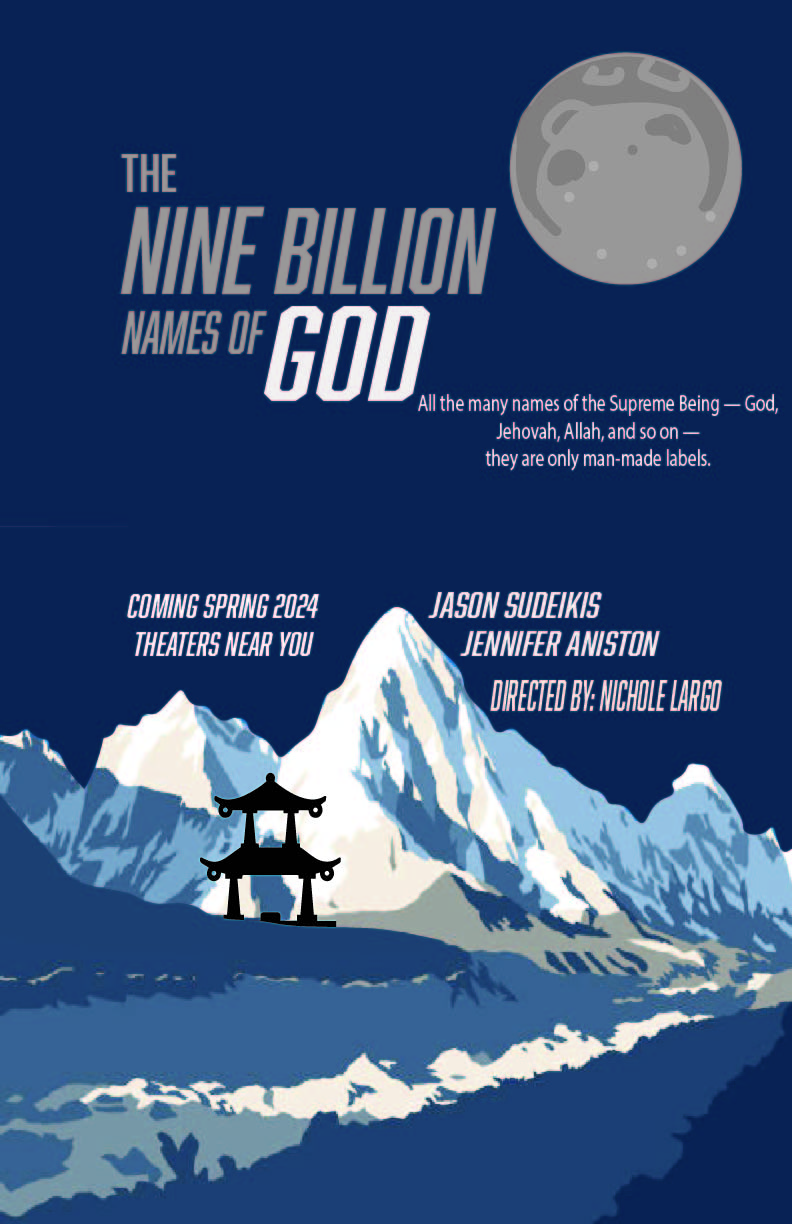 THE
NINE BILLION
NAMES OF GOD
All the many names of the Supreme Being — God,
Jehovah, Allah, and so on —
they are only man-made labels.
COMING SPRING 2024
THEATERS NEAR YOU
JASON SUDEIKIS
JENNIFER ANISTON
DIRECTED BY: NICHOLE LARGO